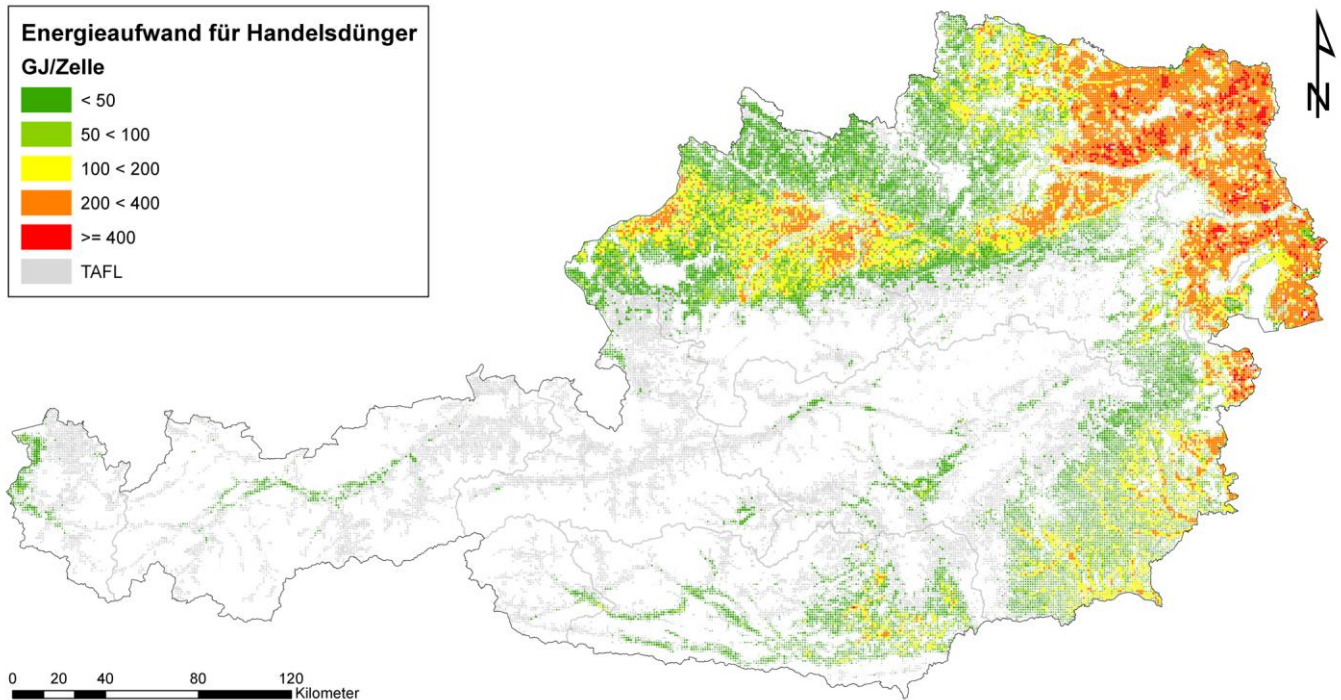 Energieaufwand für Handelsdünger
GJ/Zelle
< 50
50 < 100
100 < 200
200 < 400
>= 400
TAFL
N
0 20 40 80 120
Kilometer